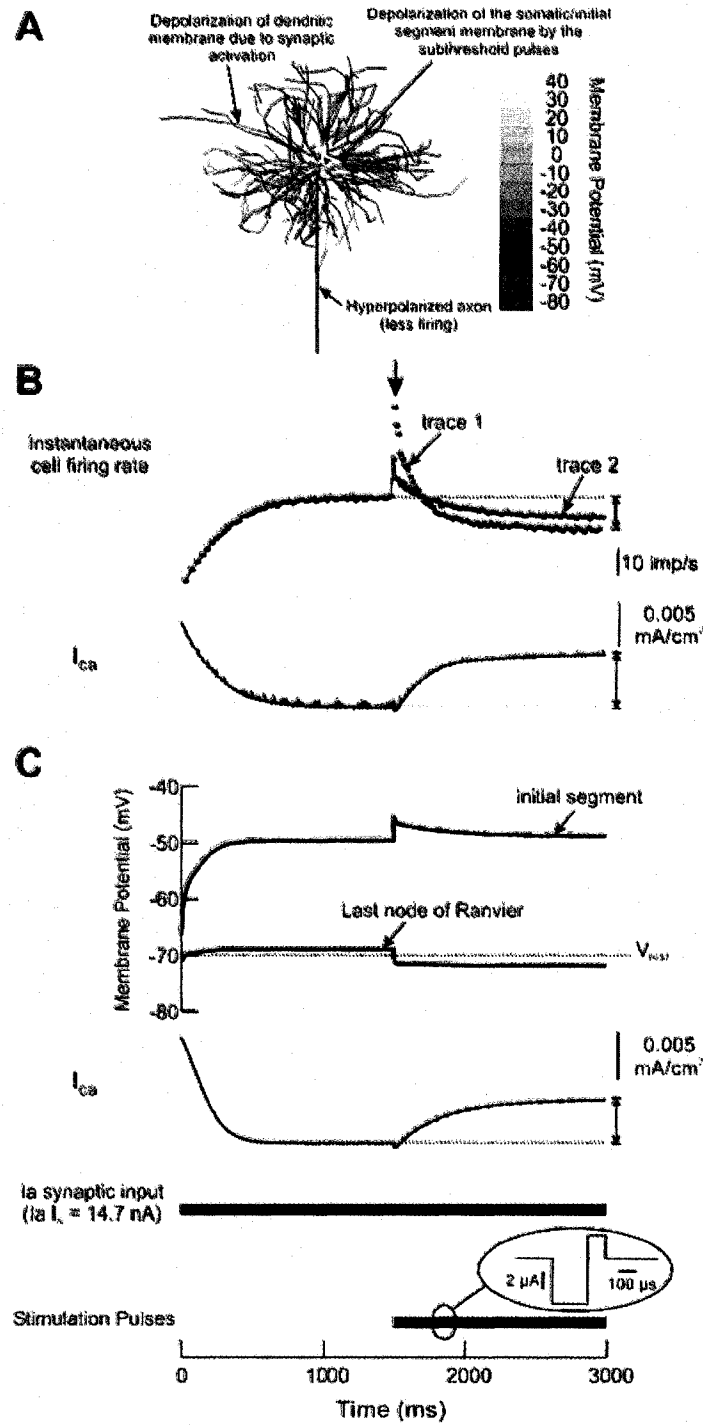 A
Depolarization of dendritic
membrane due to synaptic
activation
Depolarization of the somatic/initial
segment membrane by the
subthreshold pulses
40
30
20
10
0
-10
-20
-30
-40
-50
-60
-70
-80
Membrane Potential (mV)
Hyperpolarized axon
(less firing)
B
Instantaneous
cell firing rate
trace 1
trace 2
10 imp/s
0.005
mA/cm²
Ica
C
Membrane Potential (mV)
-40
-50
-60
-70
-80
initial segment
Last node of Ranvier
Vrest
0.005
mA/cm²
Ica
Ia synaptic input
(Ia Is = 14.7 nA)
2 µA
100 µs
Stimulation Pulses
0
1000
2000
3000
Time (ms)